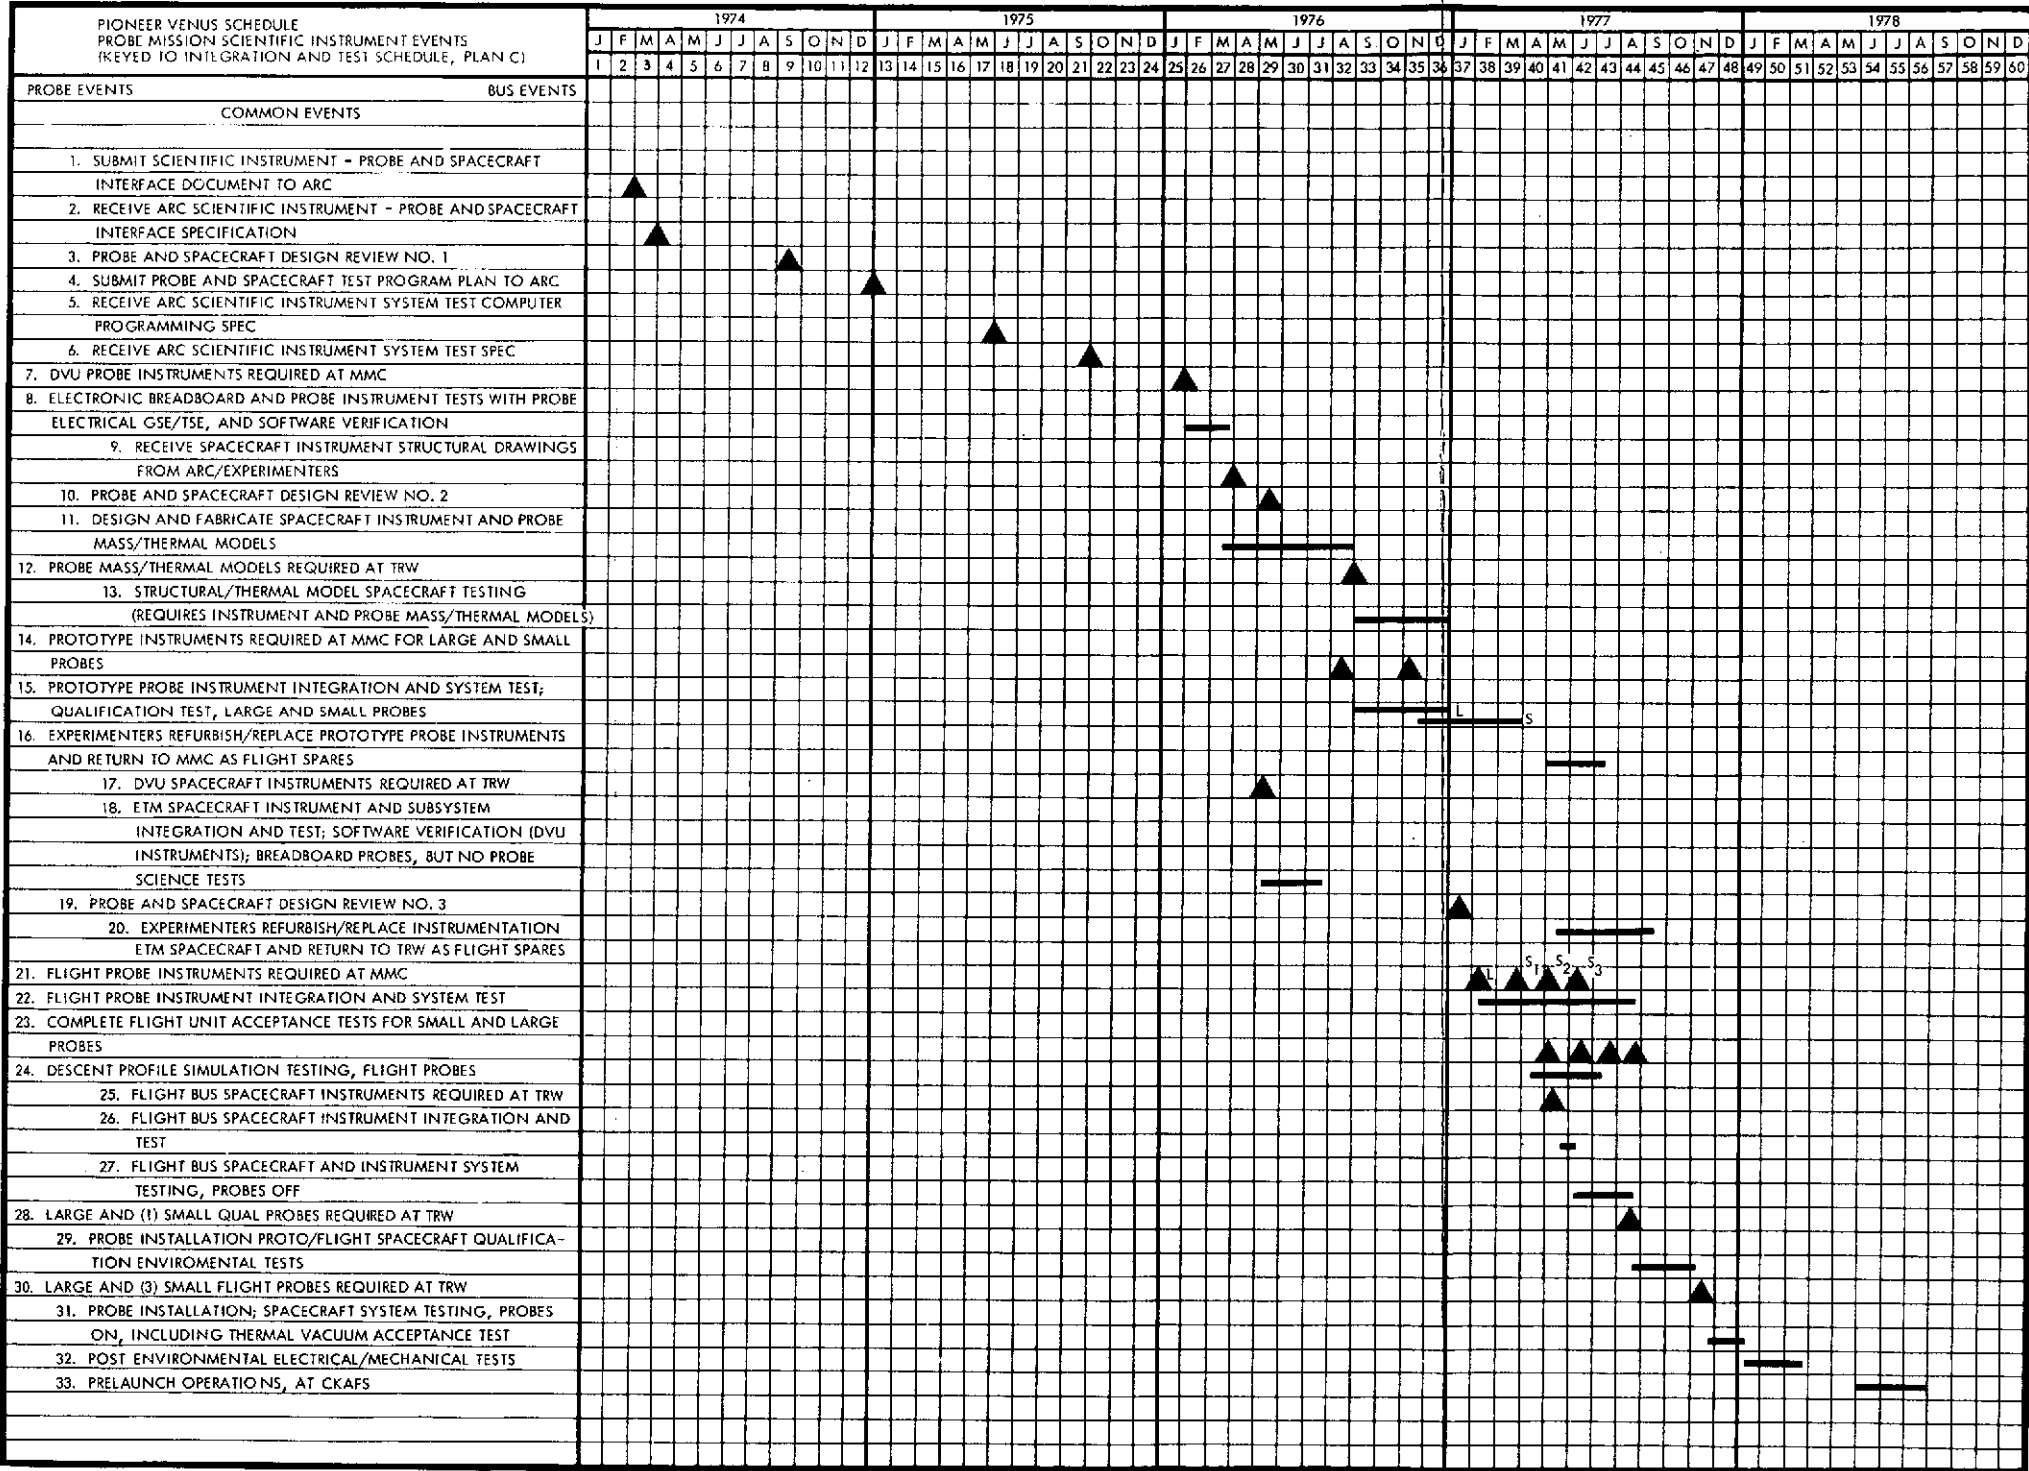 PIONEER VENUS SCHEDULE
PROBE MISSION SCIENTIFIC INSTRUMENT EVENTS
(KEYED TO INTEGRATION AND TEST SCHEDULE, PLAN C)
1974 1975 1976 1977 1978
J F M A M J J A S O N D J F M A M J J A S O N D J F M A M J J A S O N D J F M A M J J A S O N D J F M A M J J A S O N D
1 2 3 4 5 6 7 8 9 10 11 12 13 14 15 16 17 18 19 20 21 22 23 24 25 26 27 28 29 30 31 32 33 34 35 36 37 38 39 40 41 42 43 44 45 46 47 48 49 50 51 52 53 54 55 56 57 58 59 60
PROBE EVENTS BUS EVENTS
COMMON EVENTS
1. SUBMIT SCIENTIFIC INSTRUMENT - PROBE AND SPACECRAFT
INTERFACE DOCUMENT TO ARC
2. RECEIVE ARC SCIENTIFIC INSTRUMENT - PROBE AND SPACECRAFT
INTERFACE SPECIFICATION
3. PROBE AND SPACECRAFT DESIGN REVIEW NO. 1
4. SUBMIT PROBE AND SPACECRAFT TEST PROGRAM PLAN TO ARC
5. RECEIVE ARC SCIENTIFIC INSTRUMENT SYSTEM TEST COMPUTER
PROGRAMMING SPEC
6. RECEIVE ARC SCIENTIFIC INSTRUMENT SYSTEM TEST SPEC
7. DVU PROBE INSTRUMENTS REQUIRED AT MMC
8. ELECTRONIC BREADBOARD AND PROBE INSTRUMENT TESTS WITH PROBE
ELECTRICAL GSE/TSE, AND SOFTWARE VERIFICATION
9. RECEIVE SPACECRAFT INSTRUMENT STRUCTURAL DRAWINGS
FROM ARC/EXPERIMENTERS
10. PROBE AND SPACECRAFT DESIGN REVIEW NO. 2
11. DESIGN AND FABRICATE SPACECRAFT INSTRUMENT AND PROBE
MASS/THERMAL MODELS
12. PROBE MASS/THERMAL MODELS REQUIRED AT TRW
13. STRUCTURAL/THERMAL MODEL SPACECRAFT TESTING
(REQUIRES INSTRUMENT AND PROBE MASS/THERMAL MODELS)
14. PROTOTYPE INSTRUMENTS REQUIRED AT MMC FOR LARGE AND SMALL
PROBES
15. PROTOTYPE PROBE INSTRUMENT INTEGRATION AND SYSTEM TEST;
QUALIFICATION TEST, LARGE AND SMALL PROBES L S
16. EXPERIMENTERS REFURBISH/REPLACE PROTOTYPE PROBE INSTRUMENTS
AND RETURN TO MMC AS FLIGHT SPARES
17. DVU SPACECRAFT INSTRUMENTS REQUIRED AT TRW
18. ETM SPACECRAFT INSTRUMENT AND SUBSYSTEM
INTEGRATION AND TEST; SOFTWARE VERIFICATION (DVU
INSTRUMENTS); BREADBOARD PROBES, BUT NO PROBE
SCIENCE TESTS
19. PROBE AND SPACECRAFT DESIGN REVIEW NO. 3
20. EXPERIMENTERS REFURBISH/REPLACE INSTRUMENTATION
ETM SPACECRAFT AND RETURN TO TRW AS FLIGHT SPARES
21. FLIGHT PROBE INSTRUMENTS REQUIRED AT MMC L S1 S2 S3
22. FLIGHT PROBE INSTRUMENT INTEGRATION AND SYSTEM TEST
23. COMPLETE FLIGHT UNIT ACCEPTANCE TESTS FOR SMALL AND LARGE
PROBES
24. DESCENT PROFILE SIMULATION TESTING, FLIGHT PROBES
25. FLIGHT BUS SPACECRAFT INSTRUMENTS REQUIRED AT TRW
26. FLIGHT BUS SPACECRAFT INSTRUMENT INTEGRATION AND
TEST
27. FLIGHT BUS SPACECRAFT AND INSTRUMENT SYSTEM
TESTING, PROBES OFF
28. LARGE AND (1) SMALL QUAL PROBES REQUIRED AT TRW
29. PROBE INSTALLATION PROTO/FLIGHT SPACECRAFT QUALIFICA-
TION ENVIROMENTAL TESTS
30. LARGE AND (3) SMALL FLIGHT PROBES REQUIRED AT TRW
31. PROBE INSTALLATION; SPACECRAFT SYSTEM TESTING, PROBES
ON, INCLUDING THERMAL VACUUM ACCEPTANCE TEST
32. POST ENVIRONMENTAL ELECTRICAL/MECHANICAL TESTS
33. PRELAUNCH OPERATIONS, AT CKAFS